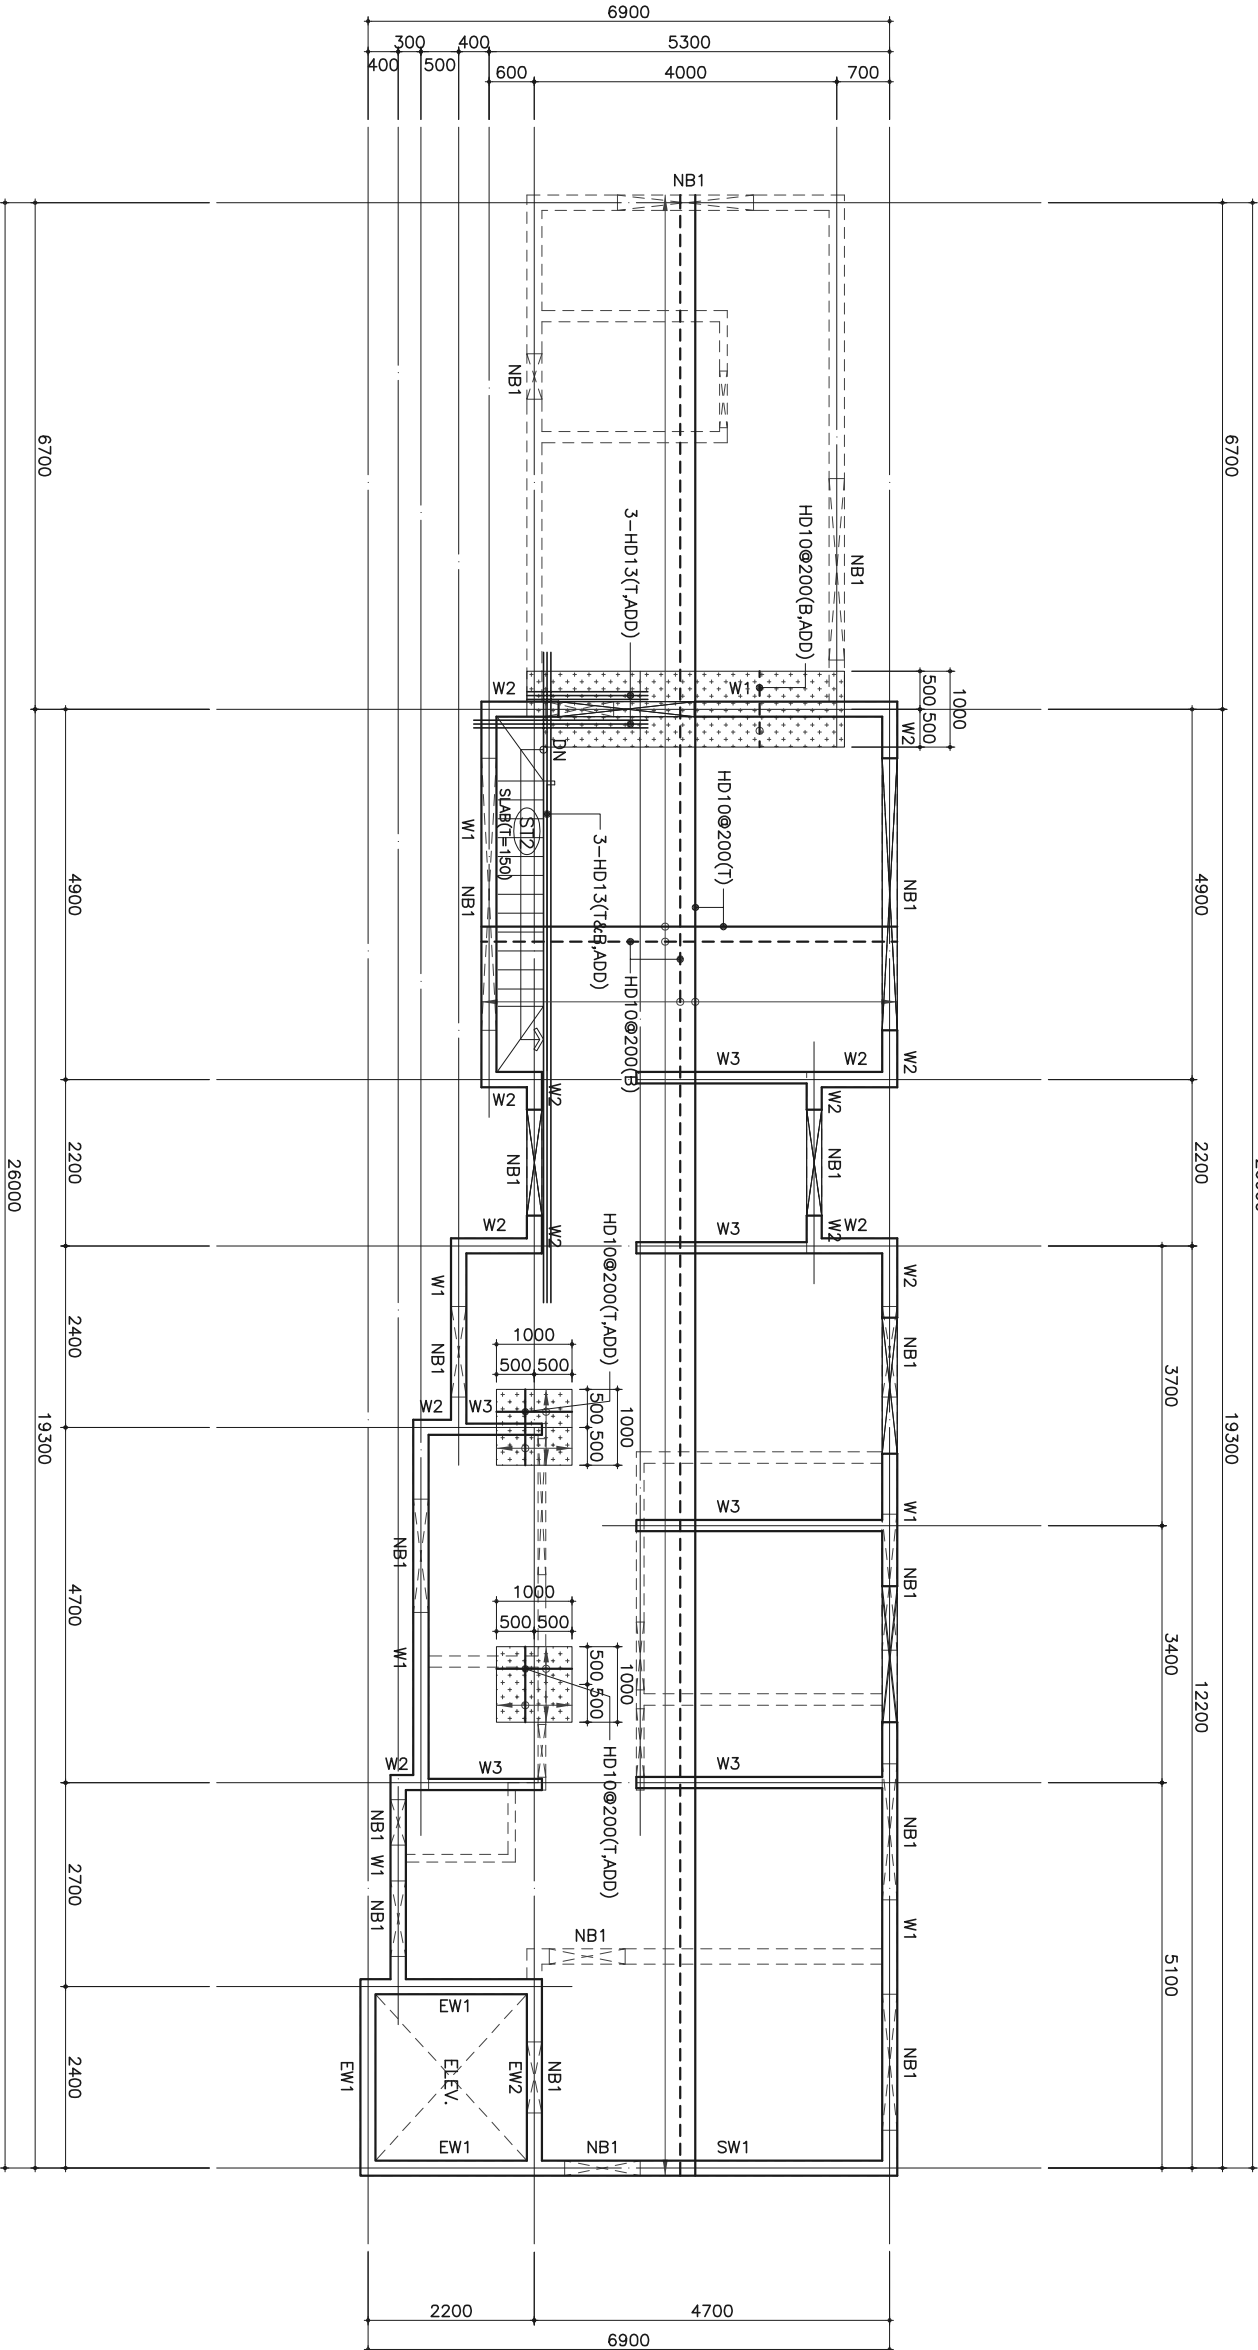 6900
300
400
5300
400
500
600
4000
700
NB1
6700
6700
NB1
3-HD13(T,ADD)
HD10@200(B,ADD)
NB1
W2
W1
500
500
1000
W2
DN
SLAB(T=150)
ST2
W1
NB1
3-HD13(T&B,ADD)
HD10@200(T)
HD10@200(B)
NB1
4900
4900
W3
W2
W2
W2
W2
W2
NB1
NB1
2200
2200
26000
W2
W2
W3
W2
W2
W2
W1
NB1
HD10@200(T,ADD)
NB1
2400
3700
1000
500
500
500
500
1000
19300
19300
W2
W3
W3
W1
NB1
NB1
4700
3400
W1
1000
500
500
500
500
1000
12200
W2
W3
W3
HD10@200(T,ADD)
NB1
W1
NB1
NB1
2700
W1
NB1
5100
EW1
ELEV.
EW1
EW2
NB1
NB1
2400
EW1
NB1
SW1
2200
4700
6900